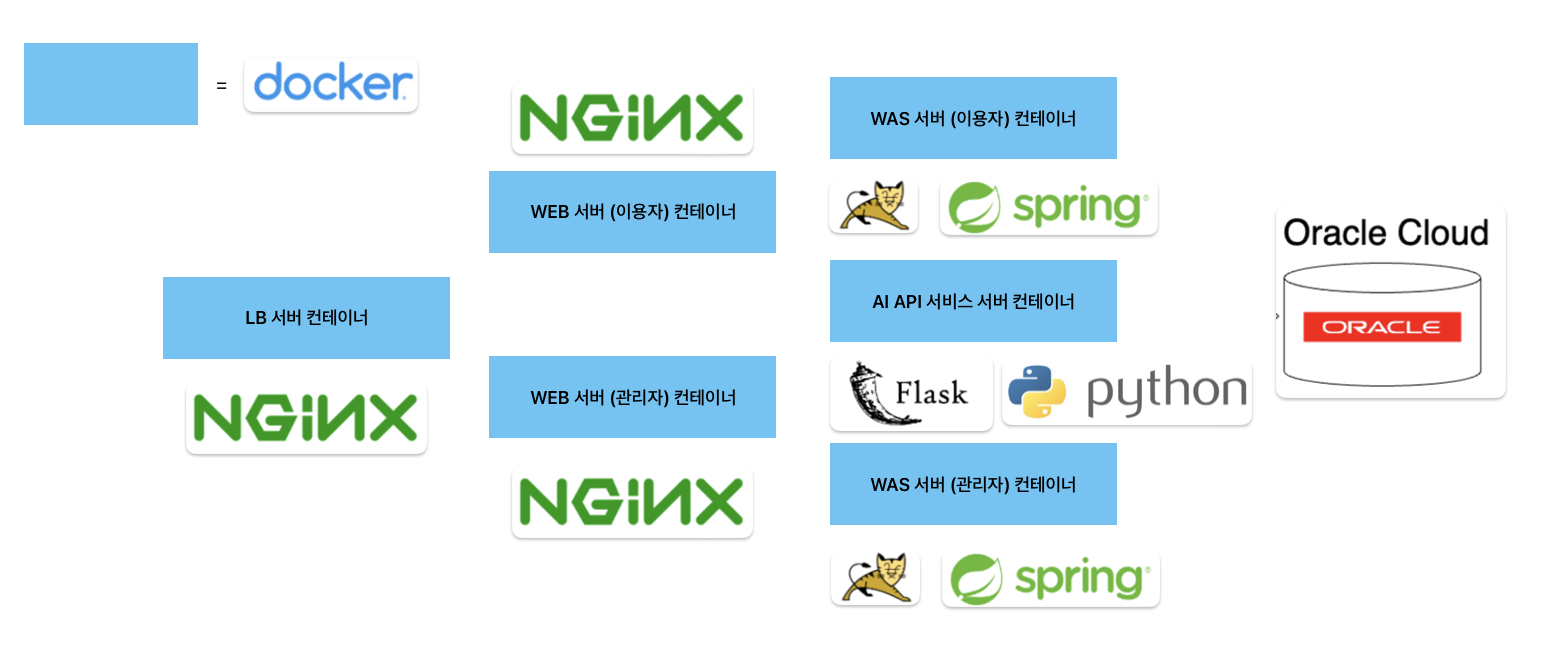 =
docker
NGINX
WEB 서버 (이용자) 컨테이너
LB 서버 컨테이너
NGINX
WEB 서버 (관리자) 컨테이너
NGINX
WAS 서버 (이용자) 컨테이너
spring
AI API 서비스 서버 컨테이너
Flask
python
WAS 서버 (관리자) 컨테이너
spring
Oracle Cloud
ORACLE